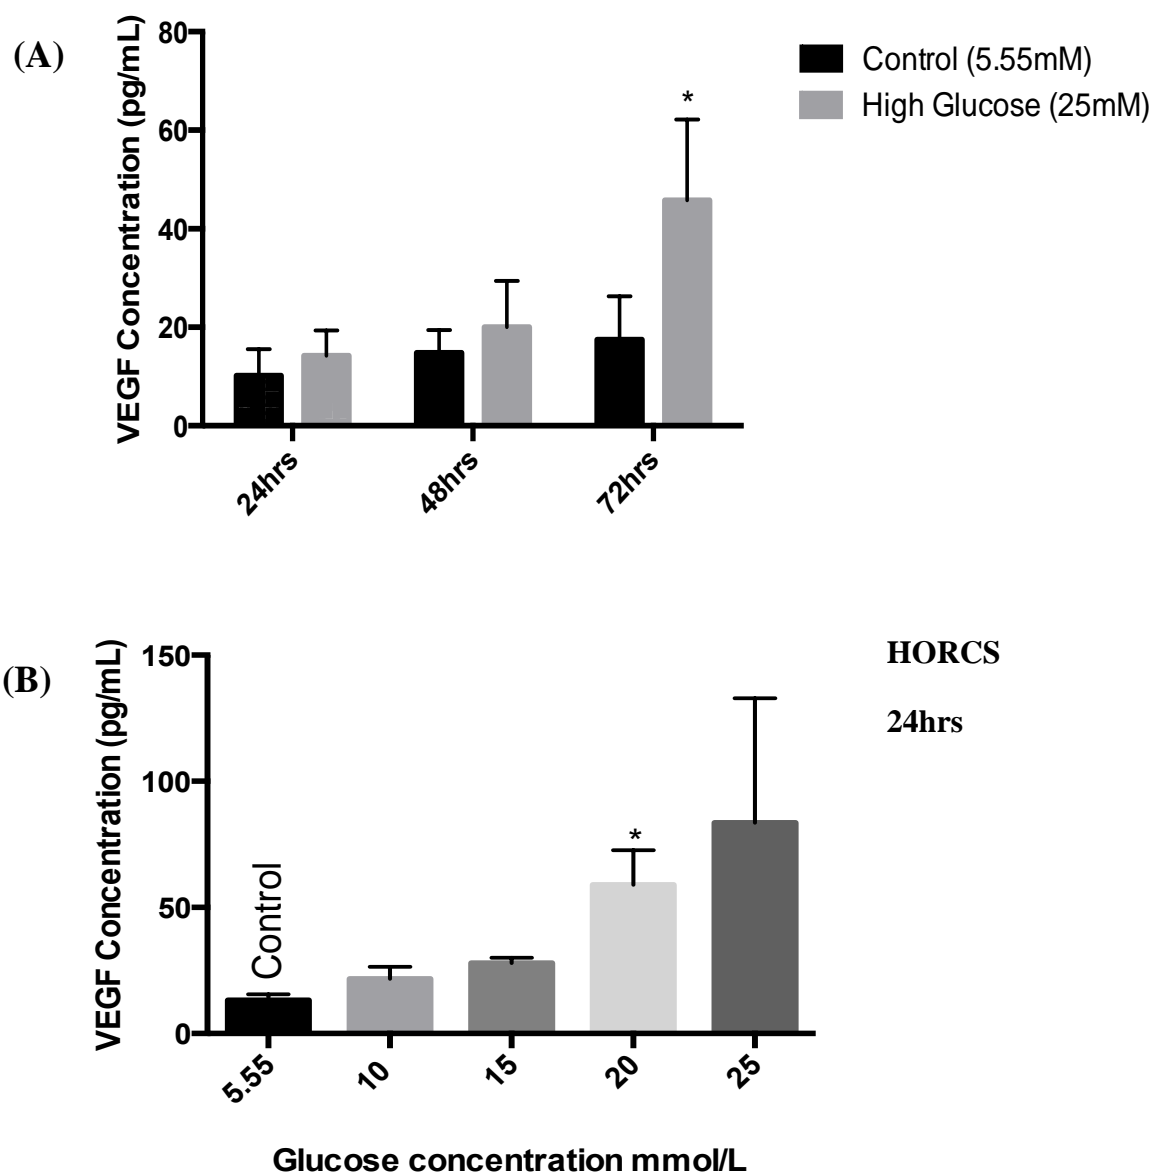 (A)
VEGF Concentration (pg/mL)
80
60
40
20
0
*
24hrs
48hrs
72hrs
Control (5.55mM)
High Glucose (25mM)
(B)
VEGF Concentration (pg/mL)
150
100
50
0
Control
*
5.55
10
15
20
25
Glucose concentration mmol/L
HORCS
24hrs